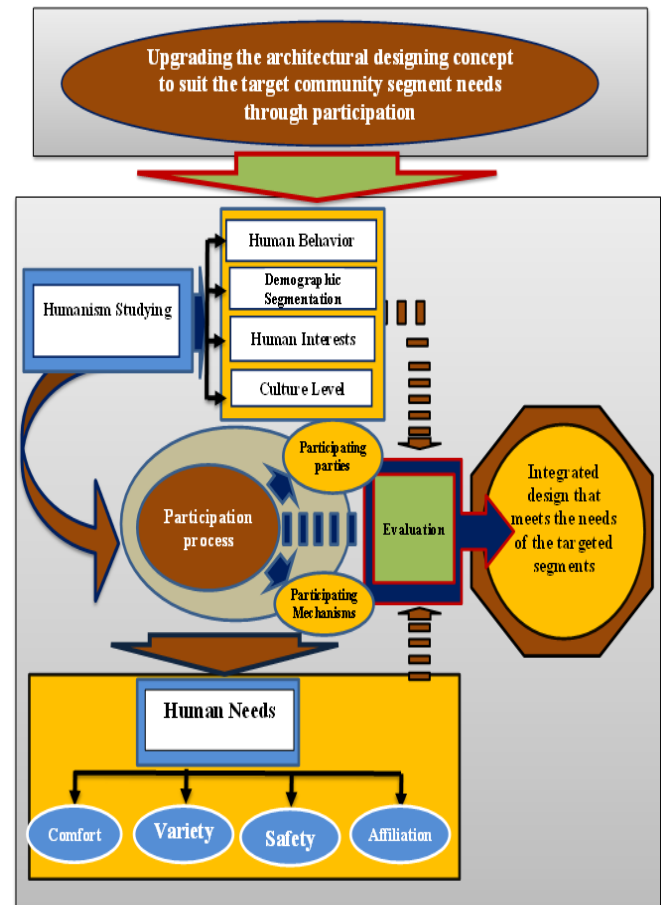 Upgrading the architectural designing concept
to suit the target community segment needs
through participation
Human Behavior
Humanism Studying
Demographic
Segmentation
Human Interests
Culture Level
Participating
parties
Participation
process
Participating
Mechanisms
Evaluation
Integrated
design that
meets the needs
of the targeted
segments
Human Needs
Comfort
Variety
Safety
Affiliation